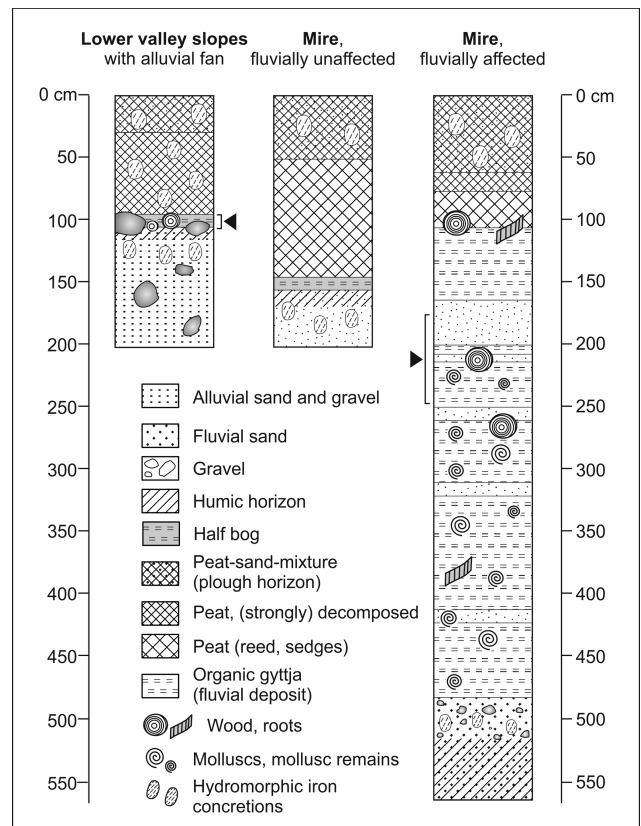 Lower valley slopes
with alluvial fan
Mire,
fluvially unaffected
Mire,
fluvially affected
0 cm
50
100
150
200
250
300
350
400
450
500
550
0 cm
50
100
150
200
250
300
350
400
450
500
550
Alluvial sand and gravel
Fluvial sand
Gravel
Humic horizon
Half bog
Peat-sand-mixture
(plough horizon)
Peat, (strongly) decomposed
Peat (reed, sedges)
Organic gyttja
(fluvial deposit)
Wood, roots
Molluscs, mollusc remains
Hydromorphic iron
concretions